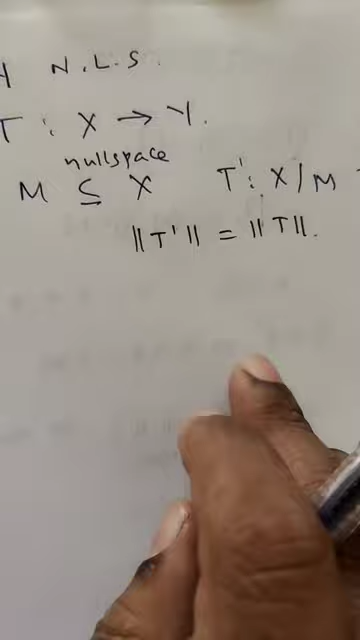 Y N.L.S.
T : X → Y.
nullspace
M ⊆ X T' : X/M
||T'|| = ||T||.